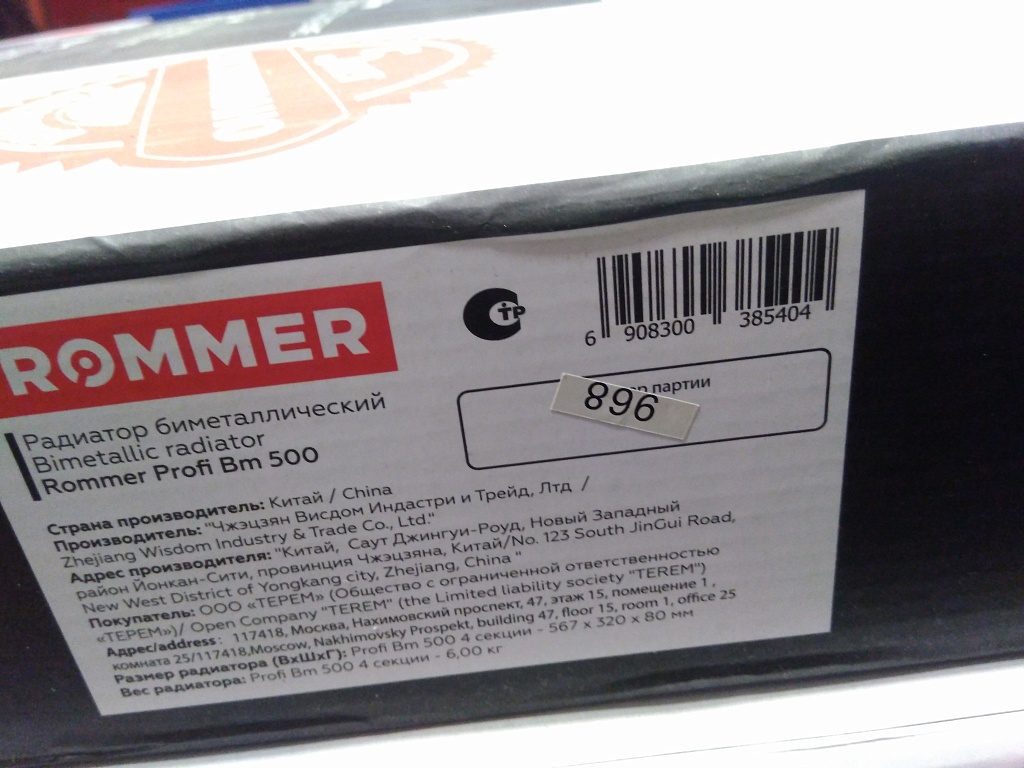 ROMMER
СТР
6 908300 385404
партии
896
Радиатор биметаллический
Bimetallic radiator
Rommer Profi Bm 500
Страна производитель: Китай / China
Производитель: "Чжэцзян Висдом Индастри и Трейд, Лтд /
Zhejiang Wisdom Industry & Trade Co., Ltd."
Адрес производителя: "Китай, Саут Джингуи-Роуд, Новый Западный
район Йонкан-Сити, провинция Чжэцзяна, Китай/No. 123 South JinGui Road,
New West District of Yongkang city, Zhejiang, China "
Покупатель: ООО «ТЕРЕМ» (Общество с ограниченной ответственностью
«ТЕРЕМ»)/ Open Company "TEREM" (the Limited liability society "TEREM")
Адрес/address: 117418, Москва, Нахимовский проспект, 47, этаж 15, помещение 1,
комната 25/117418,Moscow, Nakhimovsky Prospekt, building 47, floor 15, room 1, office 25
Размер радиатора (ВхШхГ): Profi Bm 500 4 секции - 567 x 320 x 80 мм
Вес радиатора: Profi Bm 500 4 секции - 6,00 кг